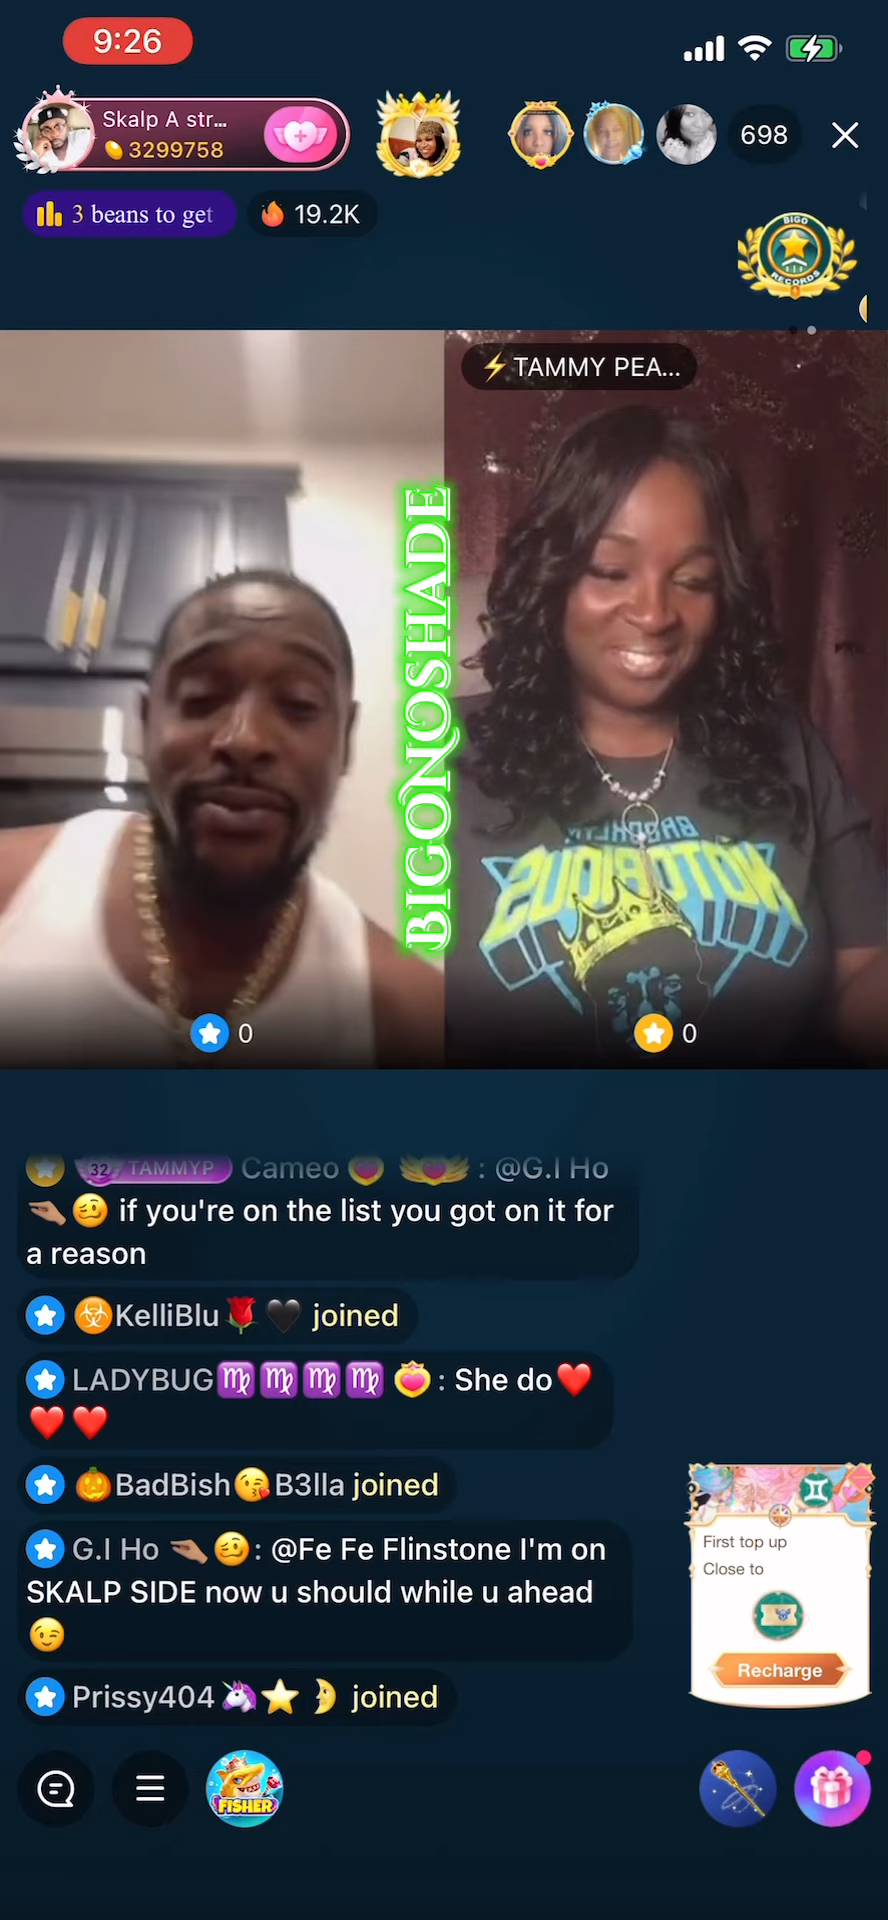 9:26
Skalp A str...
3299758
698
3 beans to get
19.2K
BIGO
RECORDS
TAMMY PEA...
BIGONOSHADE
BROOKLYN
NOTORIOUS
0
0
32 TAMMYP Cameo : @G.I Ho
if you're on the list you got on it for
a reason
KelliBlu joined
LADYBUG♍♍♍♍ : She do❤️
❤️❤️
🎃BadBish😘B3lla joined
G.I Ho : @Fe Fe Flinstone I'm on
SKALP SIDE now u should while u ahead
😉
Prissy404🦄⭐🌛 joined
First top up
Close to
Recharge
FISHER